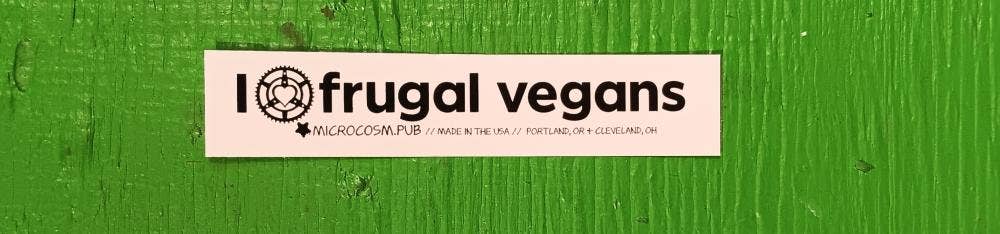 I frugal vegans
MICROCOSM.PUB // MADE IN THE USA // PORTLAND, OR + CLEVELAND, OH